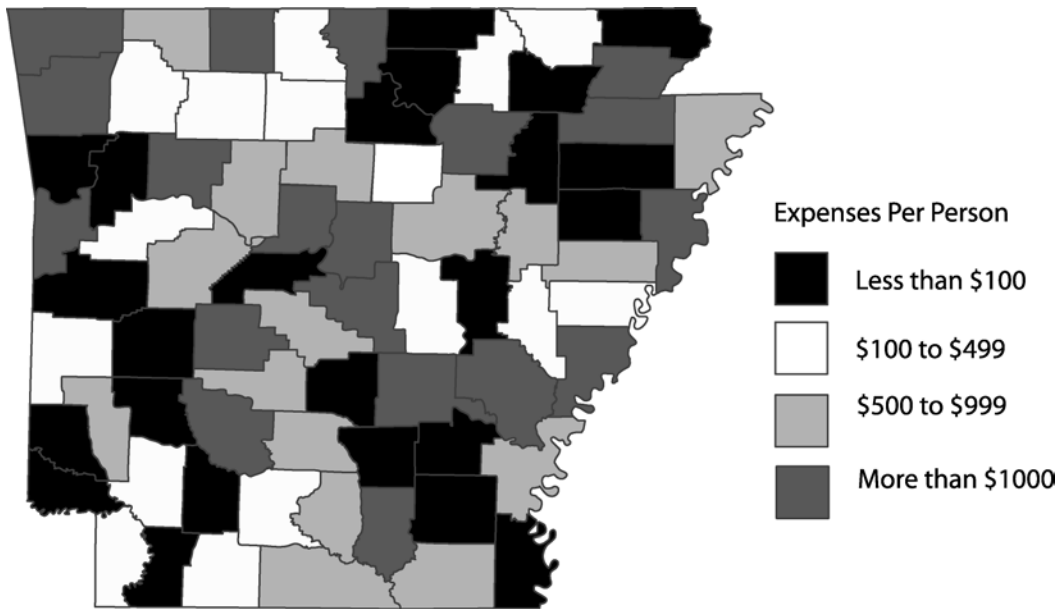 Expenses Per Person
Less than $100
$100 to $499
$500 to $999
More than $1000